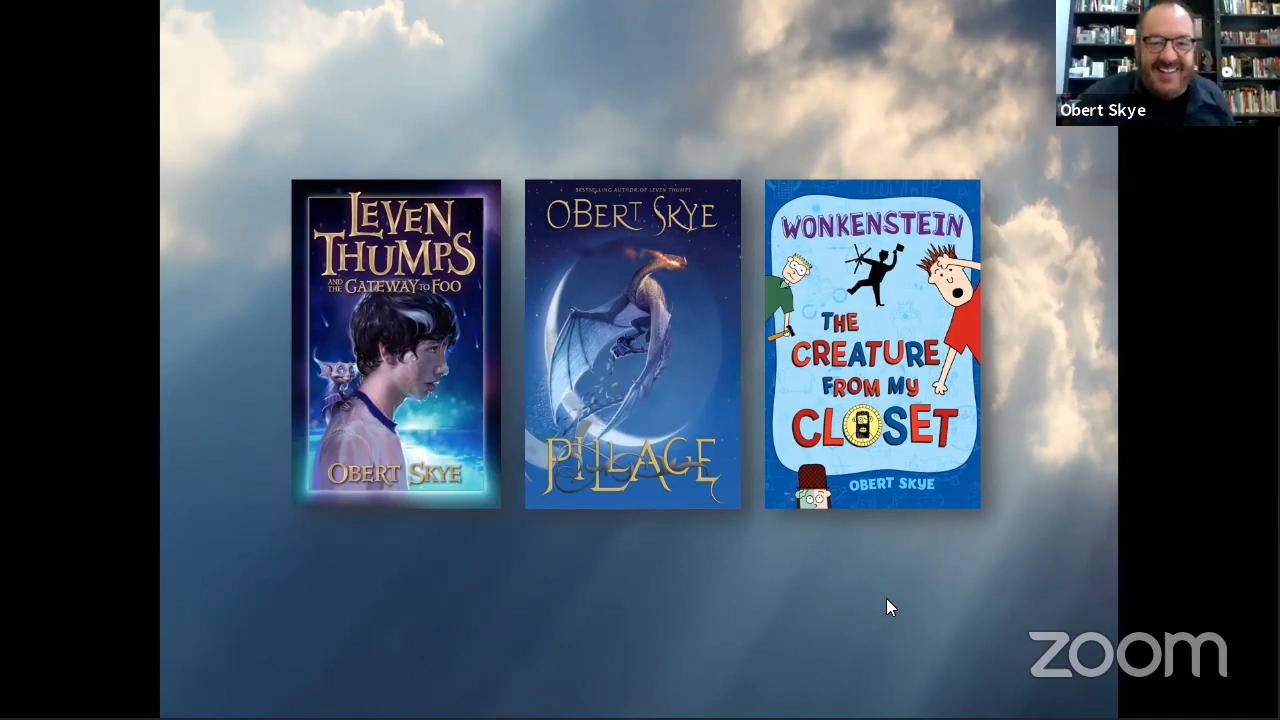 Obert Skye
LEVEN
THUMPS
AND THE GATEWAY TO FOO
OBERT SKYE
BESTSELLING AUTHOR OF LEVEN THUMPS
OBERT SKYE
PILLAGE
WONKENSTEIN
THE
CREATURE
FROM MY
CLOSET
OBERT SKYE
zoom